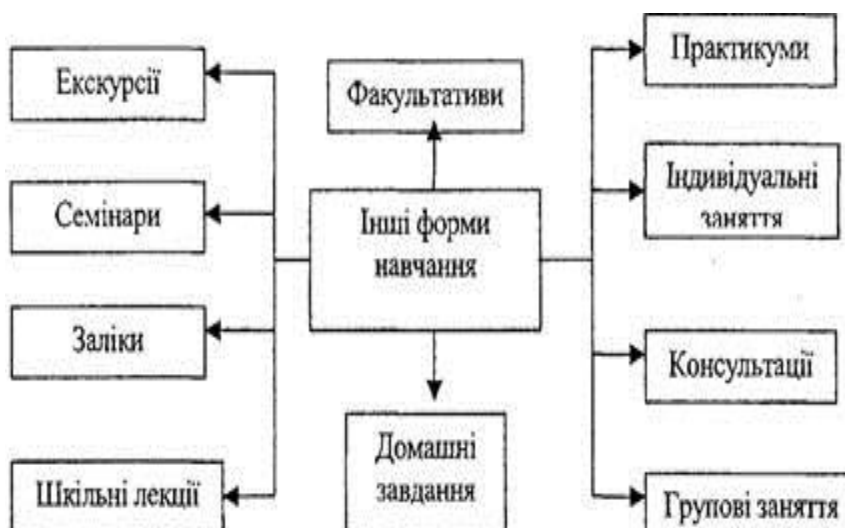 Екскурсії
Семінари
Заліки
Шкільні лекції
Факультативи
Інші форми
навчання
Домашні
завдання
Практикуми
Індивідуальні
заняття
Консультації
Групові заняття